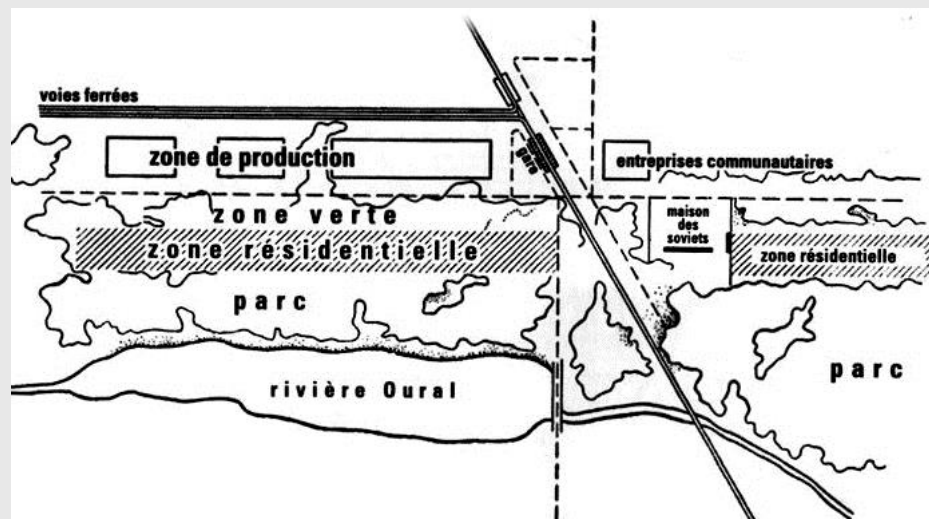 voies ferrées
zone de production
gare
entreprises communautaires
zone verte
maison
des
soviets
zone résidentielle
zone résidentielle
parc
parc
rivière Oural